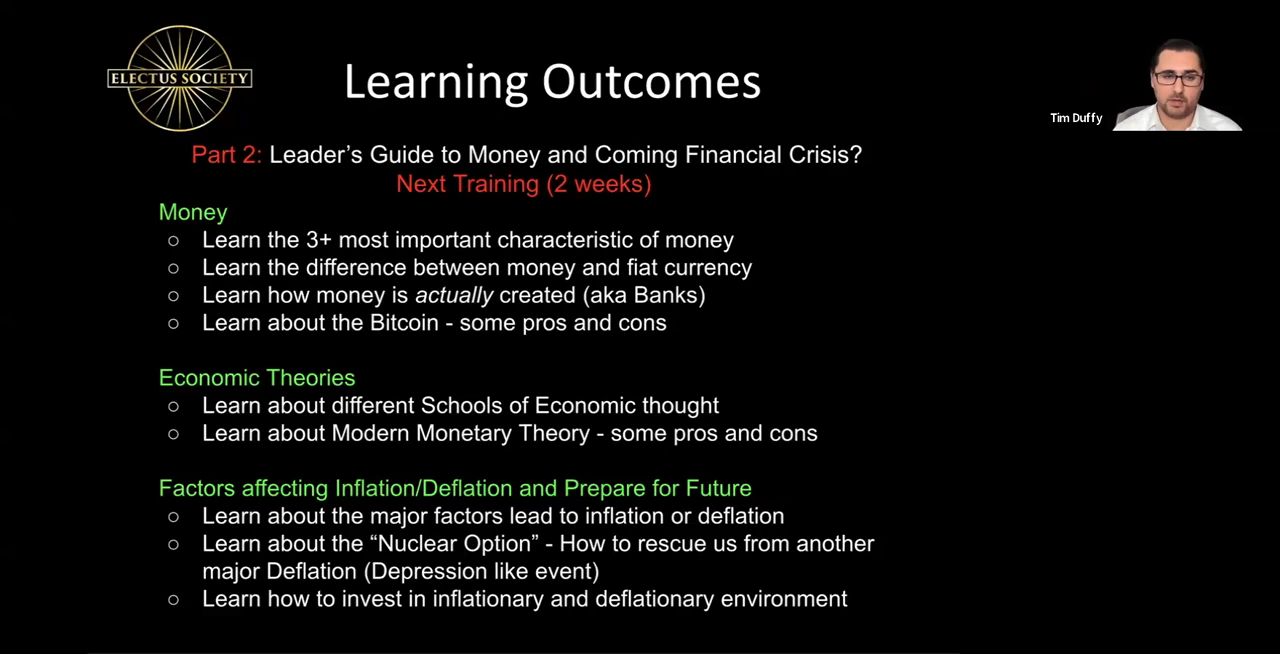 ELECTUS SOCIETY
Learning Outcomes
Tim Duffy
Part 2: Leader's Guide to Money and Coming Financial Crisis?
Next Training (2 weeks)
Money
○ Learn the 3+ most important characteristic of money
○ Learn the difference between money and fiat currency
○ Learn how money is actually created (aka Banks)
○ Learn about the Bitcoin - some pros and cons
Economic Theories
○ Learn about different Schools of Economic thought
○ Learn about Modern Monetary Theory - some pros and cons
Factors affecting Inflation/Deflation and Prepare for Future
○ Learn about the major factors lead to inflation or deflation
○ Learn about the “Nuclear Option” - How to rescue us from another
major Deflation (Depression like event)
○ Learn how to invest in inflationary and deflationary environment